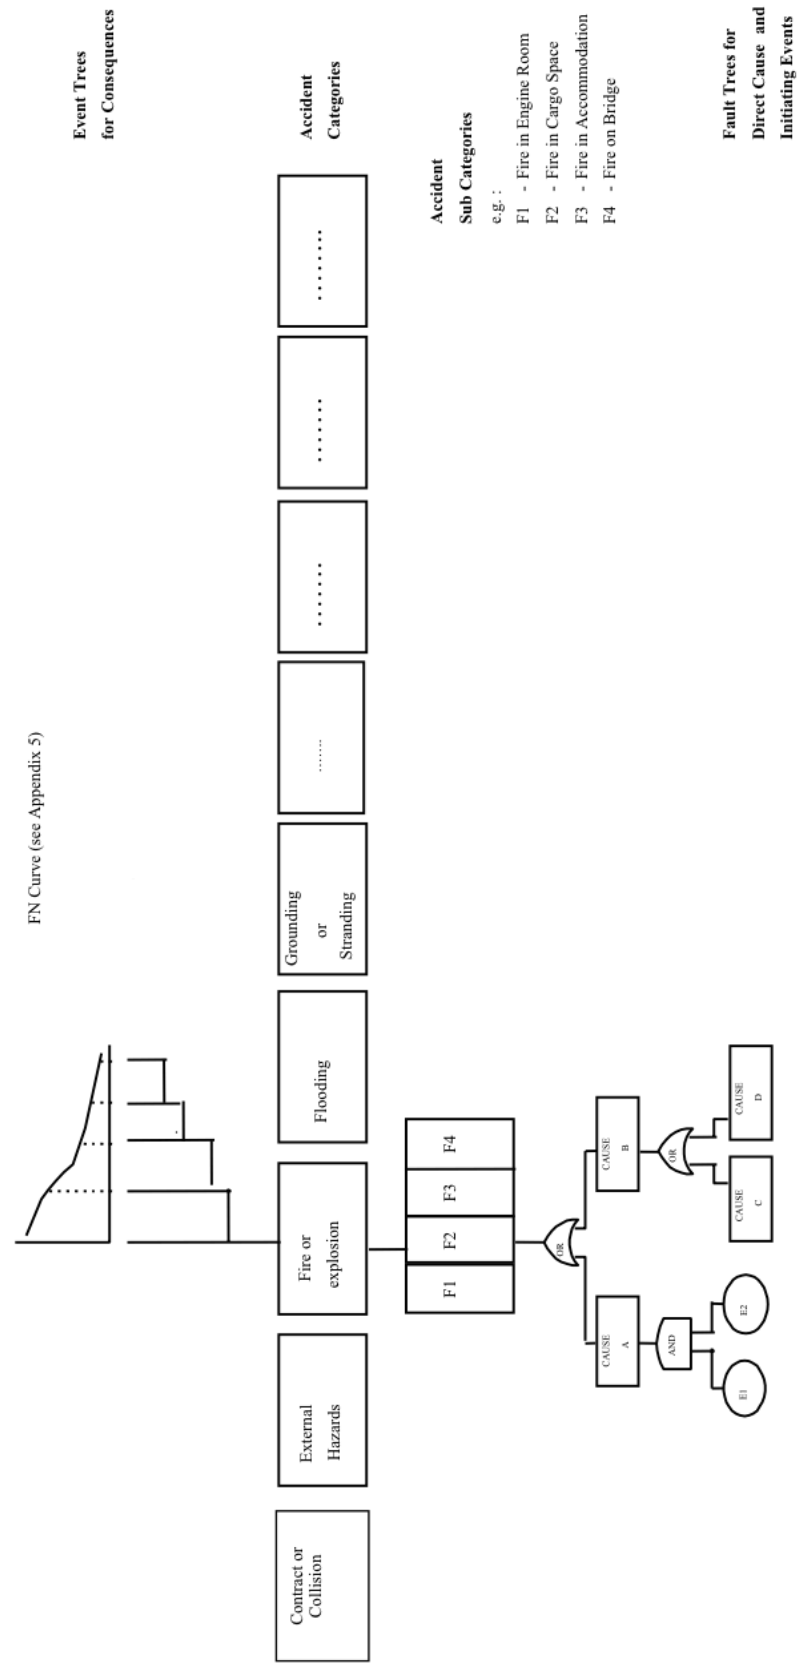 FN Curve (see Appendix 5)
Event Trees
for Consequences
Contract or
Collision
External
Hazards
Fire or
explosion
Flooding
Grounding
or
Stranding
.......
.......
.......
........
Accident
Categories
F1
F2
F3
F4
Accident
Sub Categories
e.g. :
F1 - Fire in Engine Room
F2 - Fire in Cargo Space
F3 - Fire in Accommodation
F4 - Fire on Bridge
OR
CAUSE
A
CAUSE
B
AND
OR
E1
E2
CAUSE
C
CAUSE
D
Fault Trees for
Direct Cause and
Initiating Events